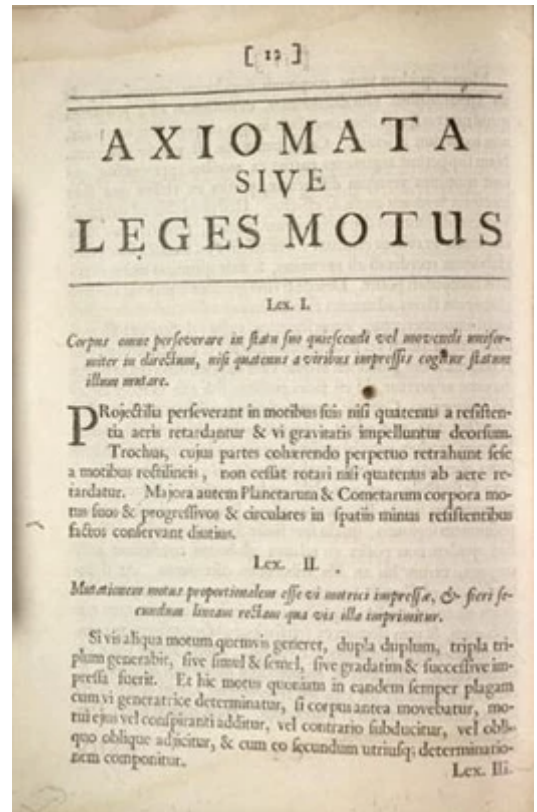 [ 12 ]
AXIOMATA
SIVE
LEGES MOTUS
Lex. I.
Corpus omne perseverare in statu suo quiescendi vel movendi unifor-
miter in directum, nisi quatenus a viribus impressis cogitur statum
illum mutare.
PRojectilia perseverant in motibus suis nisi quatenus a resisten-
tia aeris retardantur & vi gravitatis impelluntur deorsum.
Trochus, cujus partes cohærendo perpetuo retrahunt sese
a motibus rectilineis, non cessat rotari nisi quatenus ab aere re-
tardatur. Majora autem Planetarum & Cometarum corpora mo-
tus suos & progressivos & circulares in spatiis minus resistentibus
factos conservant diutius.
Lex. II.
Mutationem motus proportionalem esse vi motrici impressæ, & fieri se-
cundum lineam rectam qua vis illa imprimitur.
Si vis aliqua motum quemvis generet, dupla duplum, tripla tri-
plum generabit, sive simul & semel, sive gradatim & successive im-
pressa fuerit. Et hic motus quoniam in eandem semper plagam
cum vi generatrice determinatur, si corpus antea movebatur, mo-
tui ejus vel conspiranti additur, vel contrario subducitur, vel obli-
quo oblique adjicitur, & cum eo secundum utriusq; determinatio-
nem componitur.
Lex. III.